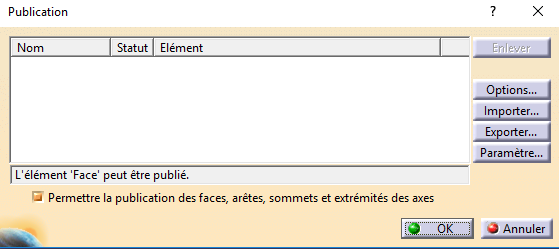 Publication
?
Nom Statut Elément
Enlever
Options...
Importer...
Exporter...
Paramètre...
L'élément 'Face' peut être publié.
Permettre la publication des faces, arêtes, sommets et extrémités des axes
OK Annuler